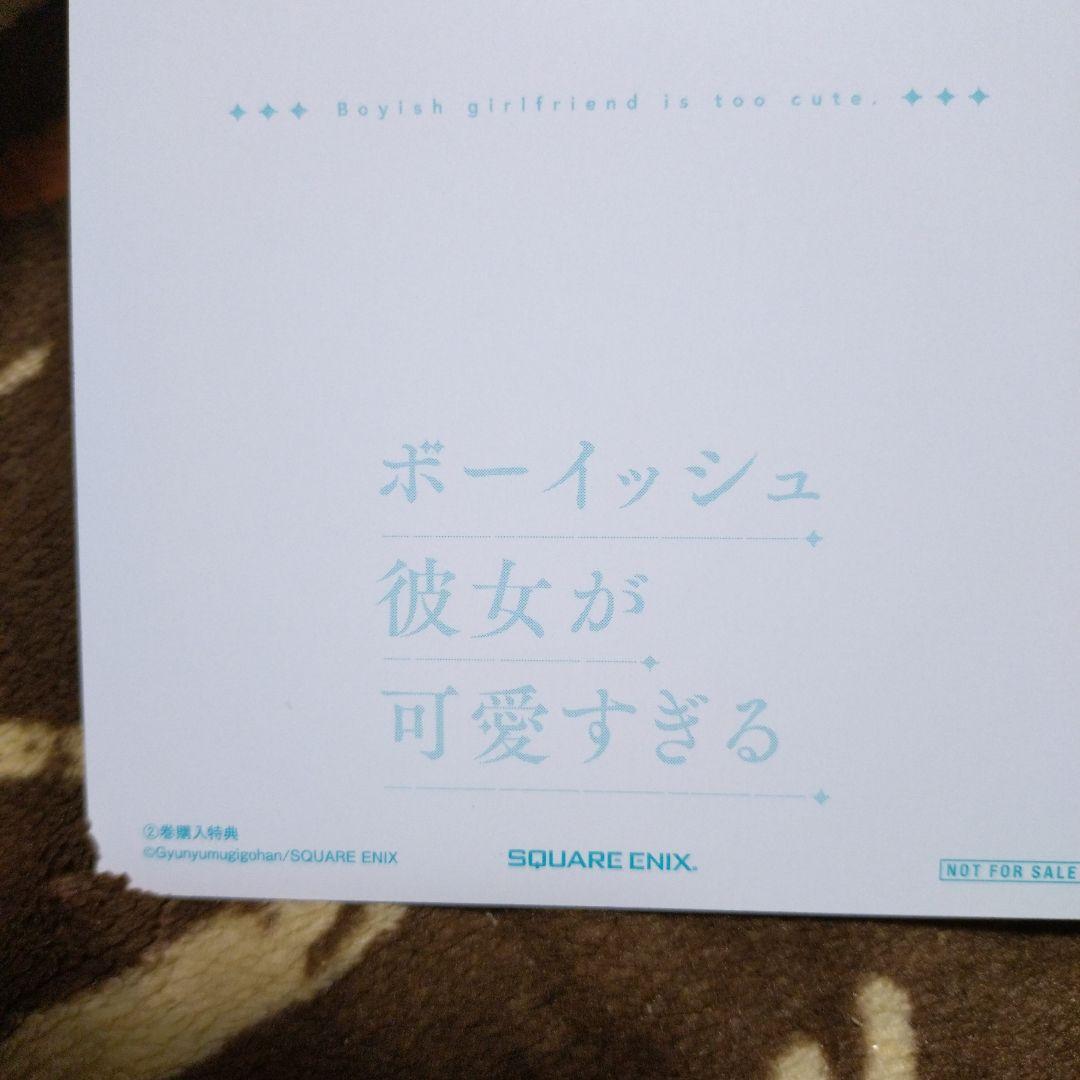 Boyish girlfriend is too cute.
ボーイッシュ
彼女が
可愛すぎる
②巻購入特典
©Gyunyumugigohan/SQUARE ENIX
SQUARE ENIX.
NOT FOR SALE